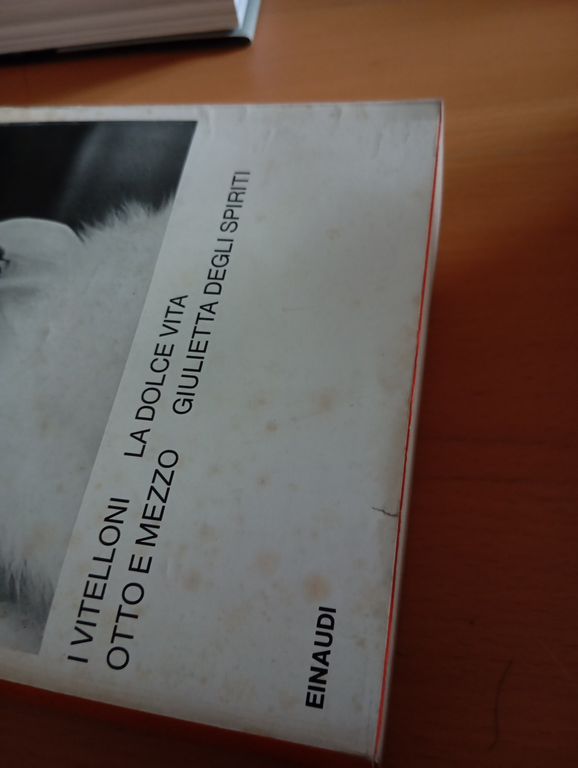 I VITELLONI LA DOLCE VITA
OTTO E MEZZO GIULIETTA DEGLI SPIRITI
EINAUDI